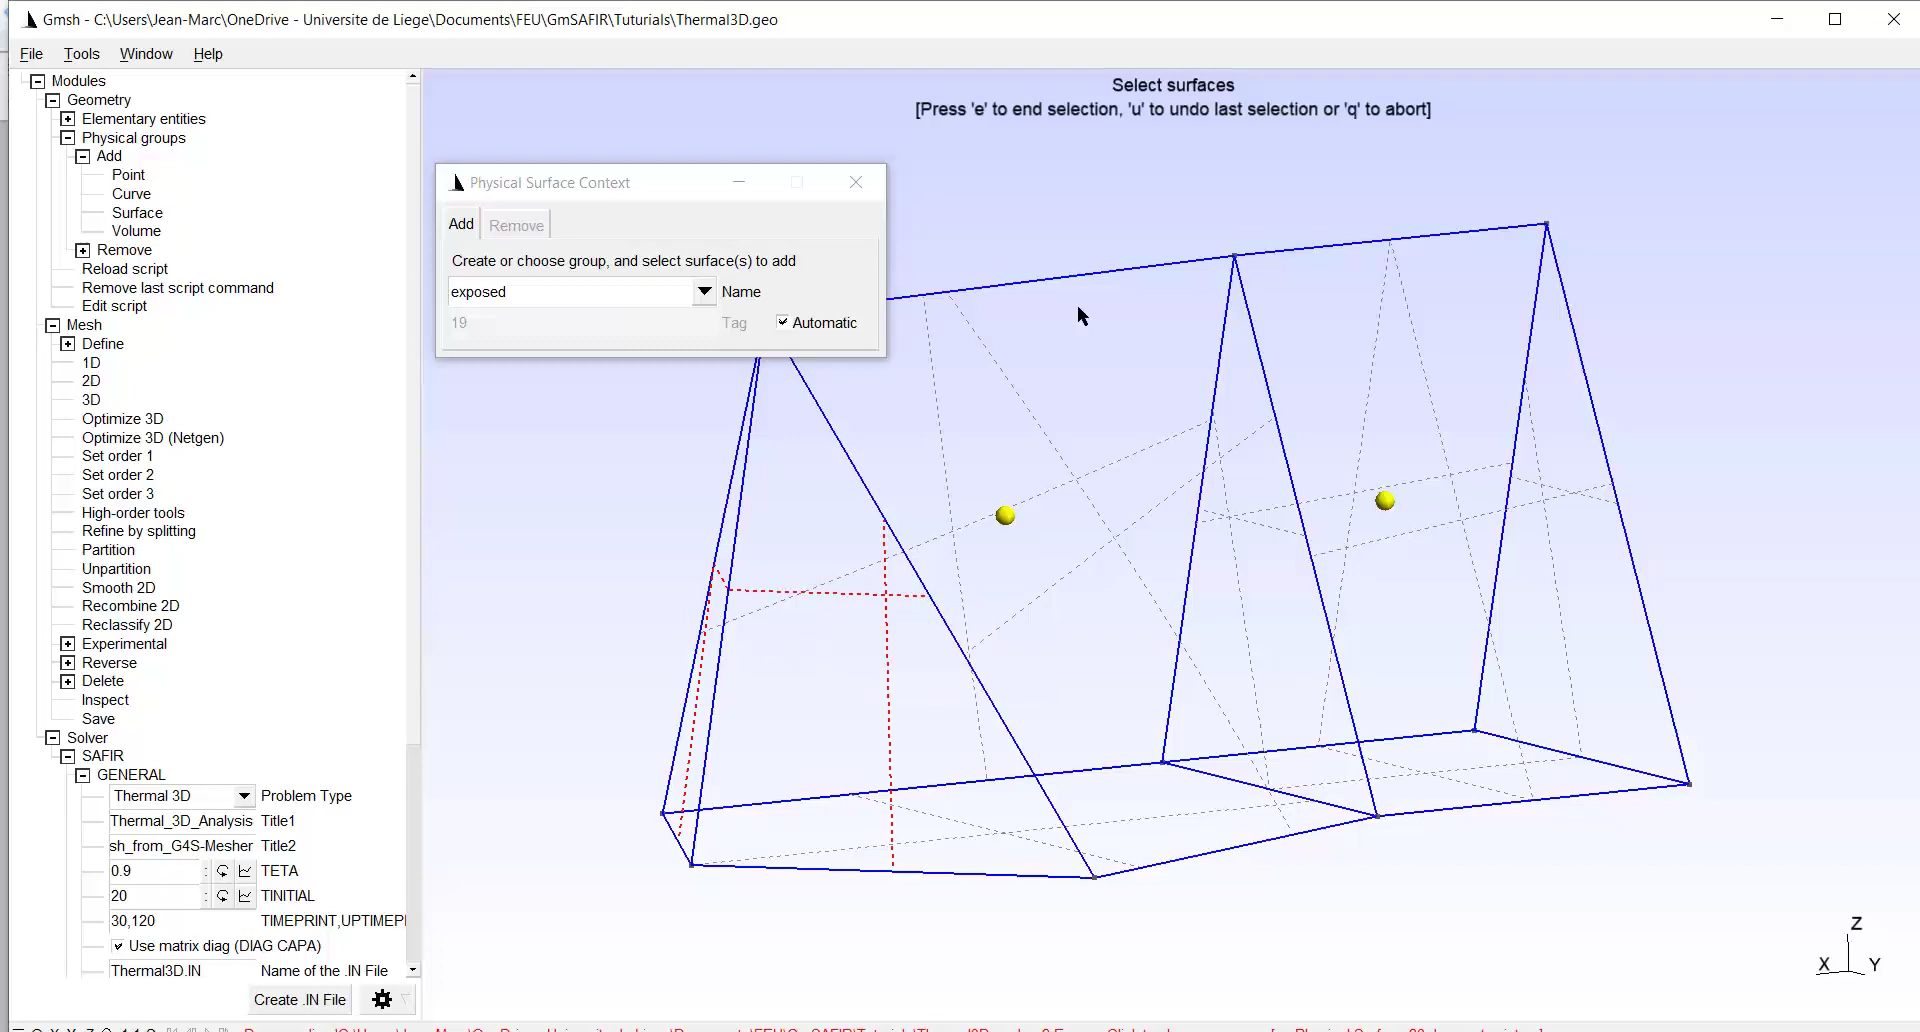 Gmsh - C:\Users\Jean-Marc\OneDrive - Universite de Liege\Documents\FEU\GmSAFIR\Tuturials\Thermal3D.geo
File Tools Window Help
Modules
Geometry
Elementary entities
Physical groups
Add
Point
Curve
Surface
Volume
Remove
Reload script
Remove last script command
Edit script
Mesh
Define
1D
2D
3D
Optimize 3D
Optimize 3D (Netgen)
Set order 1
Set order 2
Set order 3
High-order tools
Refine by splitting
Partition
Unpartition
Smooth 2D
Recombine 2D
Reclassify 2D
Experimental
Reverse
Delete
Inspect
Save
Solver
SAFIR
GENERAL
Thermal 3D Problem Type
Thermal_3D_Analysis Title1
sh_from_G4S-Mesher Title2
0.9 : TETA
20 : TINITIAL
30,120 TIMEPRINT,UPTIMEP
Use matrix diag (DIAG CAPA)
Thermal3D.IN Name of the .IN File
Create .IN File
Select surfaces
[Press 'e' to end selection, 'u' to undo last selection or 'q' to abort]
Physical Surface Context
Add Remove
Create or choose group, and select surface(s) to add
exposed Name
19 Tag Automatic
Z
X Y